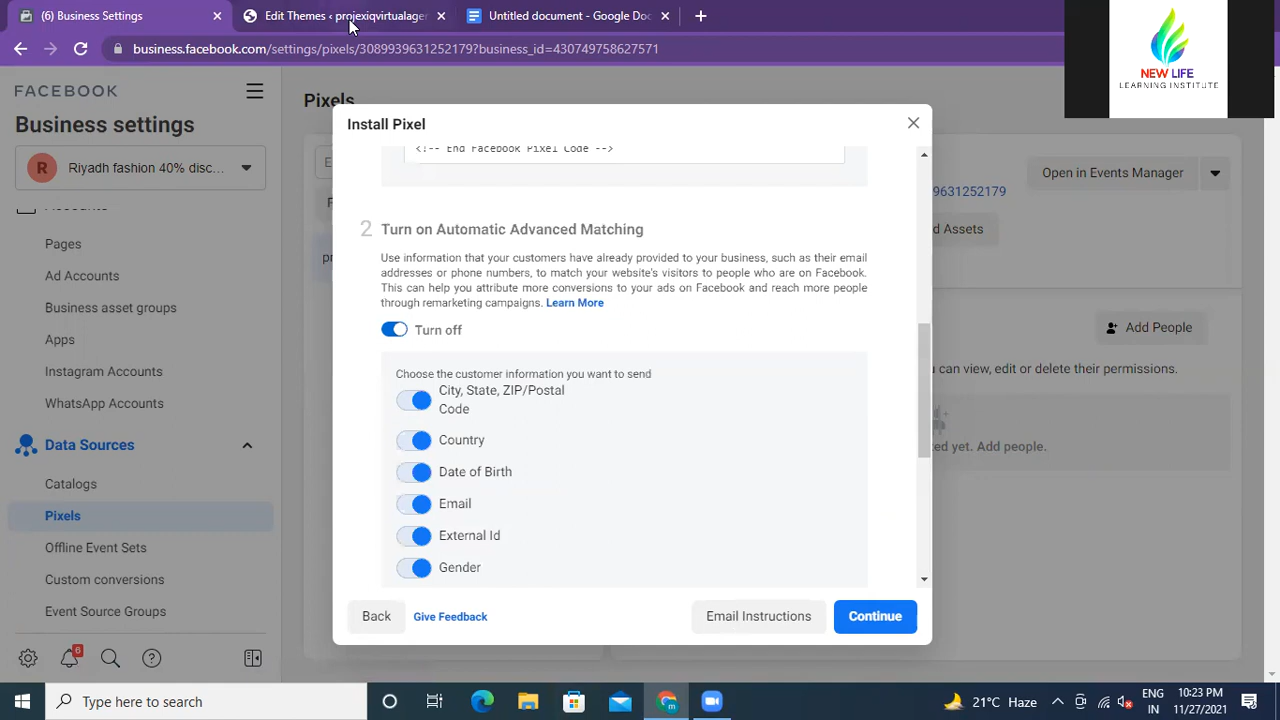 (6) Business Settings
Edit Themes ‹ projexiqvirtualager
Untitled document - Google Doc
business.facebook.com/settings/pixels/3089939631252179?business_id=430749758627571
NEW LIFE
LEARNING INSTITUTE
FACEBOOK
Business settings
R
Riyadh fashion 40% disc...
Accounts
Pages
Ad Accounts
Business asset groups
Apps
Instagram Accounts
WhatsApp Accounts
Data Sources
Catalogs
Pixels
Offline Event Sets
Custom conversions
Event Source Groups
6
Pixels
Open in Events Manager
9631252179
d Assets
Add People
can view, edit or delete their permissions.
ted yet. Add people.
Install Pixel
<!-- End Facebook Pixel Code -->
2 Turn on Automatic Advanced Matching
Use information that your customers have already provided to your business, such as their email
addresses or phone numbers, to match your website's visitors to people who are on Facebook.
This can help you attribute more conversions to your ads on Facebook and reach more people
through remarketing campaigns. Learn More
Turn off
Choose the customer information you want to send
City, State, ZIP/Postal
Code
Country
Date of Birth
Email
External Id
Gender
Back
Give Feedback
Email Instructions
Continue
Type here to search
21°C Haze
ENG
IN
10:23 PM
11/27/2021